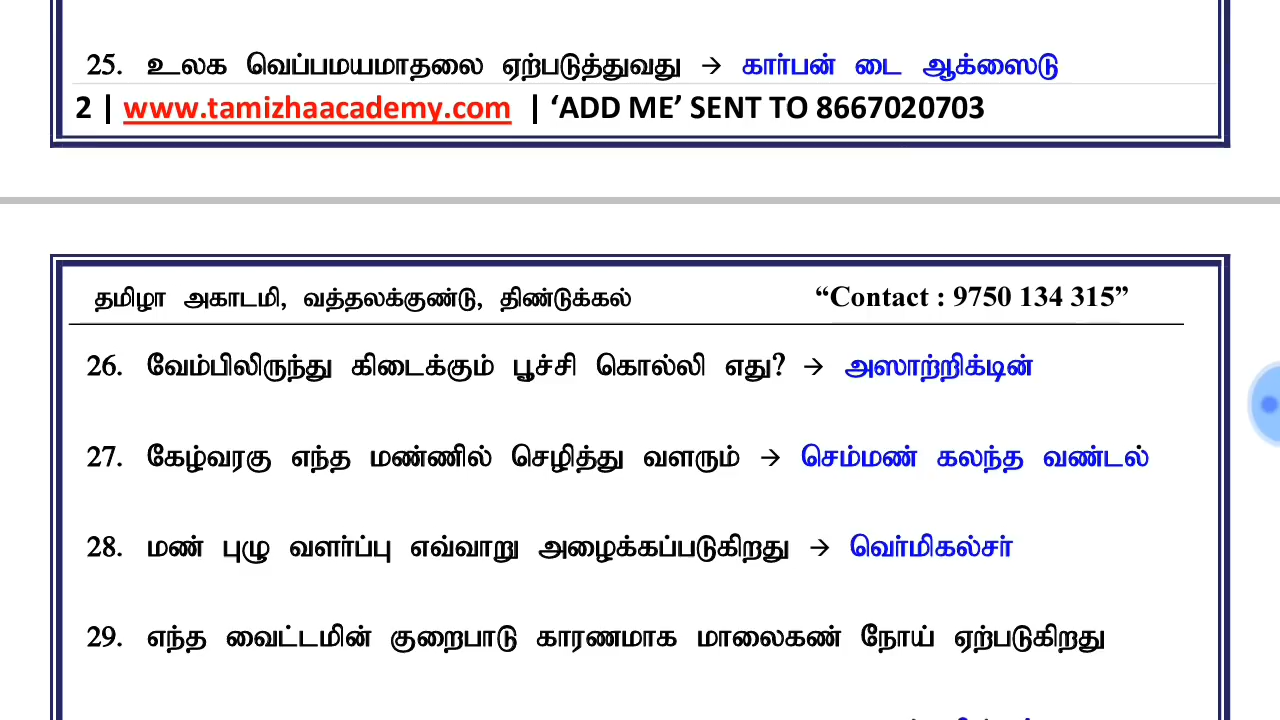 25. உலக வெப்பமயமாதலை ஏற்படுத்துவது → கார்பன் டை ஆக்ஸைடு
2 | www.tamizhaacademy.com | ‘ADD ME’ SENT TO 8667020703
தமிழா அகாடமி, வத்தலக்குண்டு, திண்டுக்கல் “Contact : 9750 134 315”
26. வேம்பிலிருந்து கிடைக்கும் பூச்சி கொல்லி எது? → அஸாற்றிக்டின்
27. கேழ்வரகு எந்த மண்ணில் செழித்து வளரும் → செம்மண் கலந்த வண்டல்
28. மண் புழு வளர்ப்பு எவ்வாறு அழைக்கப்படுகிறது → வெர்மிகல்சர்
29. எந்த வைட்டமின் குறைபாடு காரணமாக மாலைகண் நோய் ஏற்படுகிறது